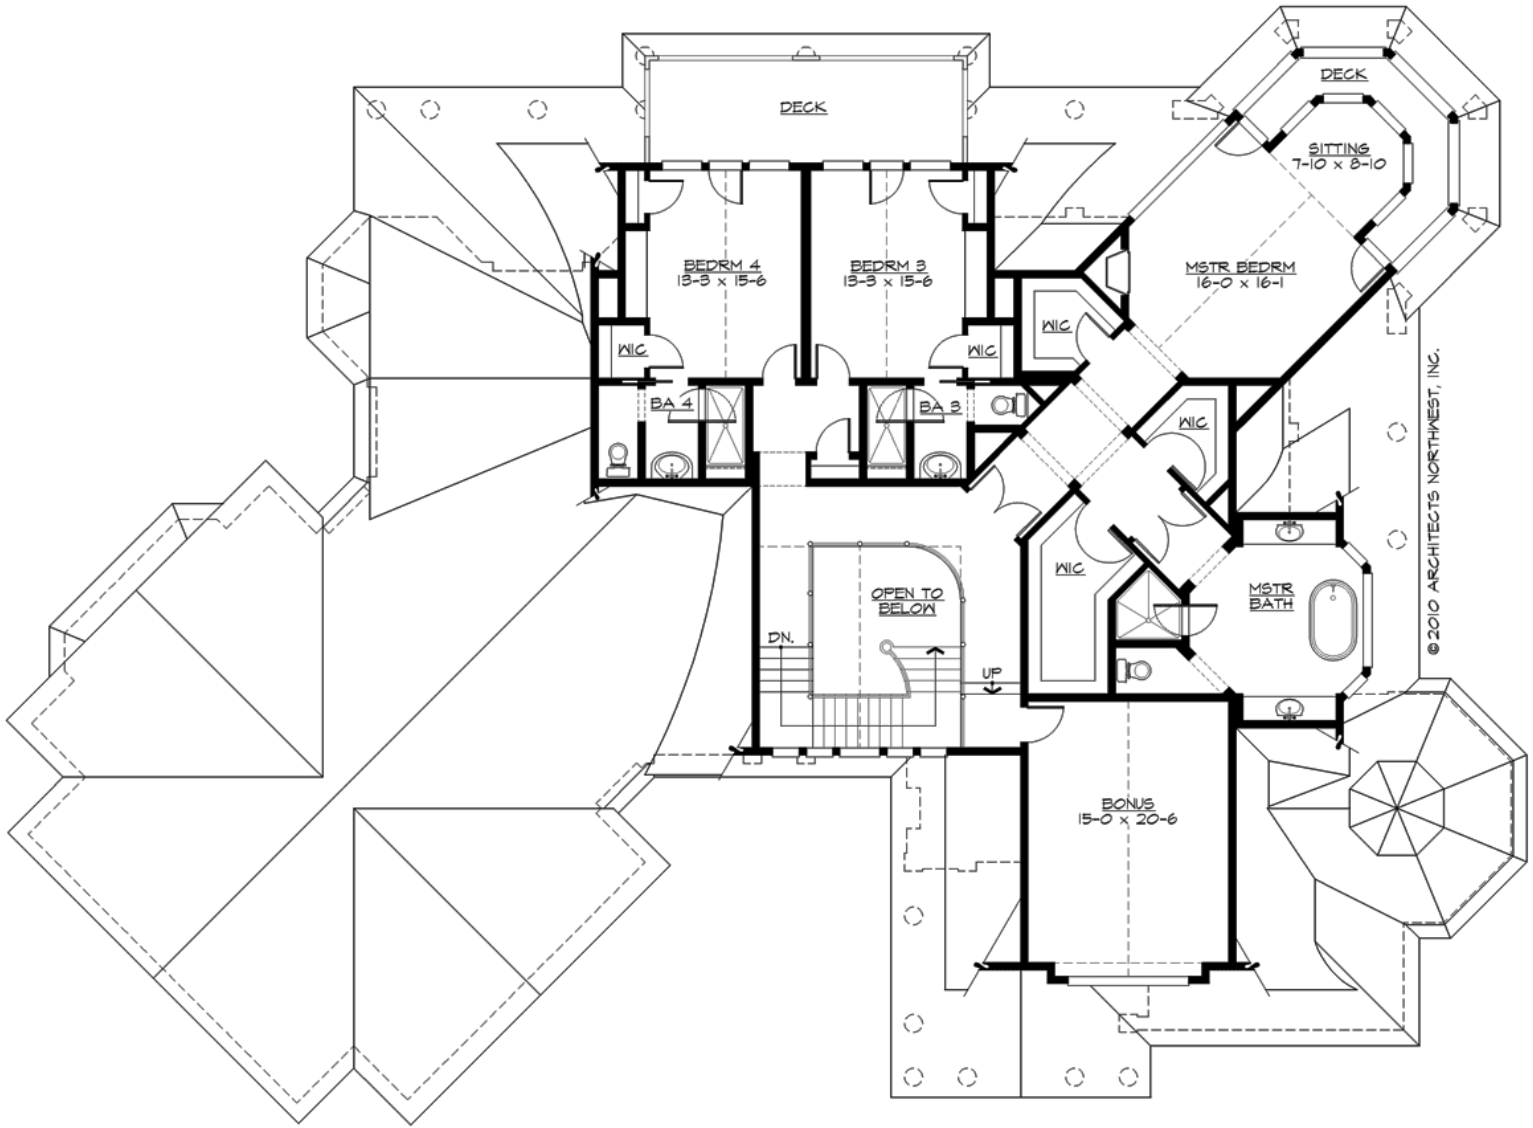 DECK
DECK
SITTING
7-10 x 8-10
BEDRM 4
13-3 x 15-6
BEDRM 3
13-3 x 15-6
MSTR BEDRM
16-0 x 16-1
WIC
WIC
WIC
BA 4
BA 3
WIC
WIC
MSTR
BATH
OPEN TO
BELOW
DN.
UP
BONUS
15-0 x 20-6
©2010 ARCHITECTS NORTHWEST, INC.